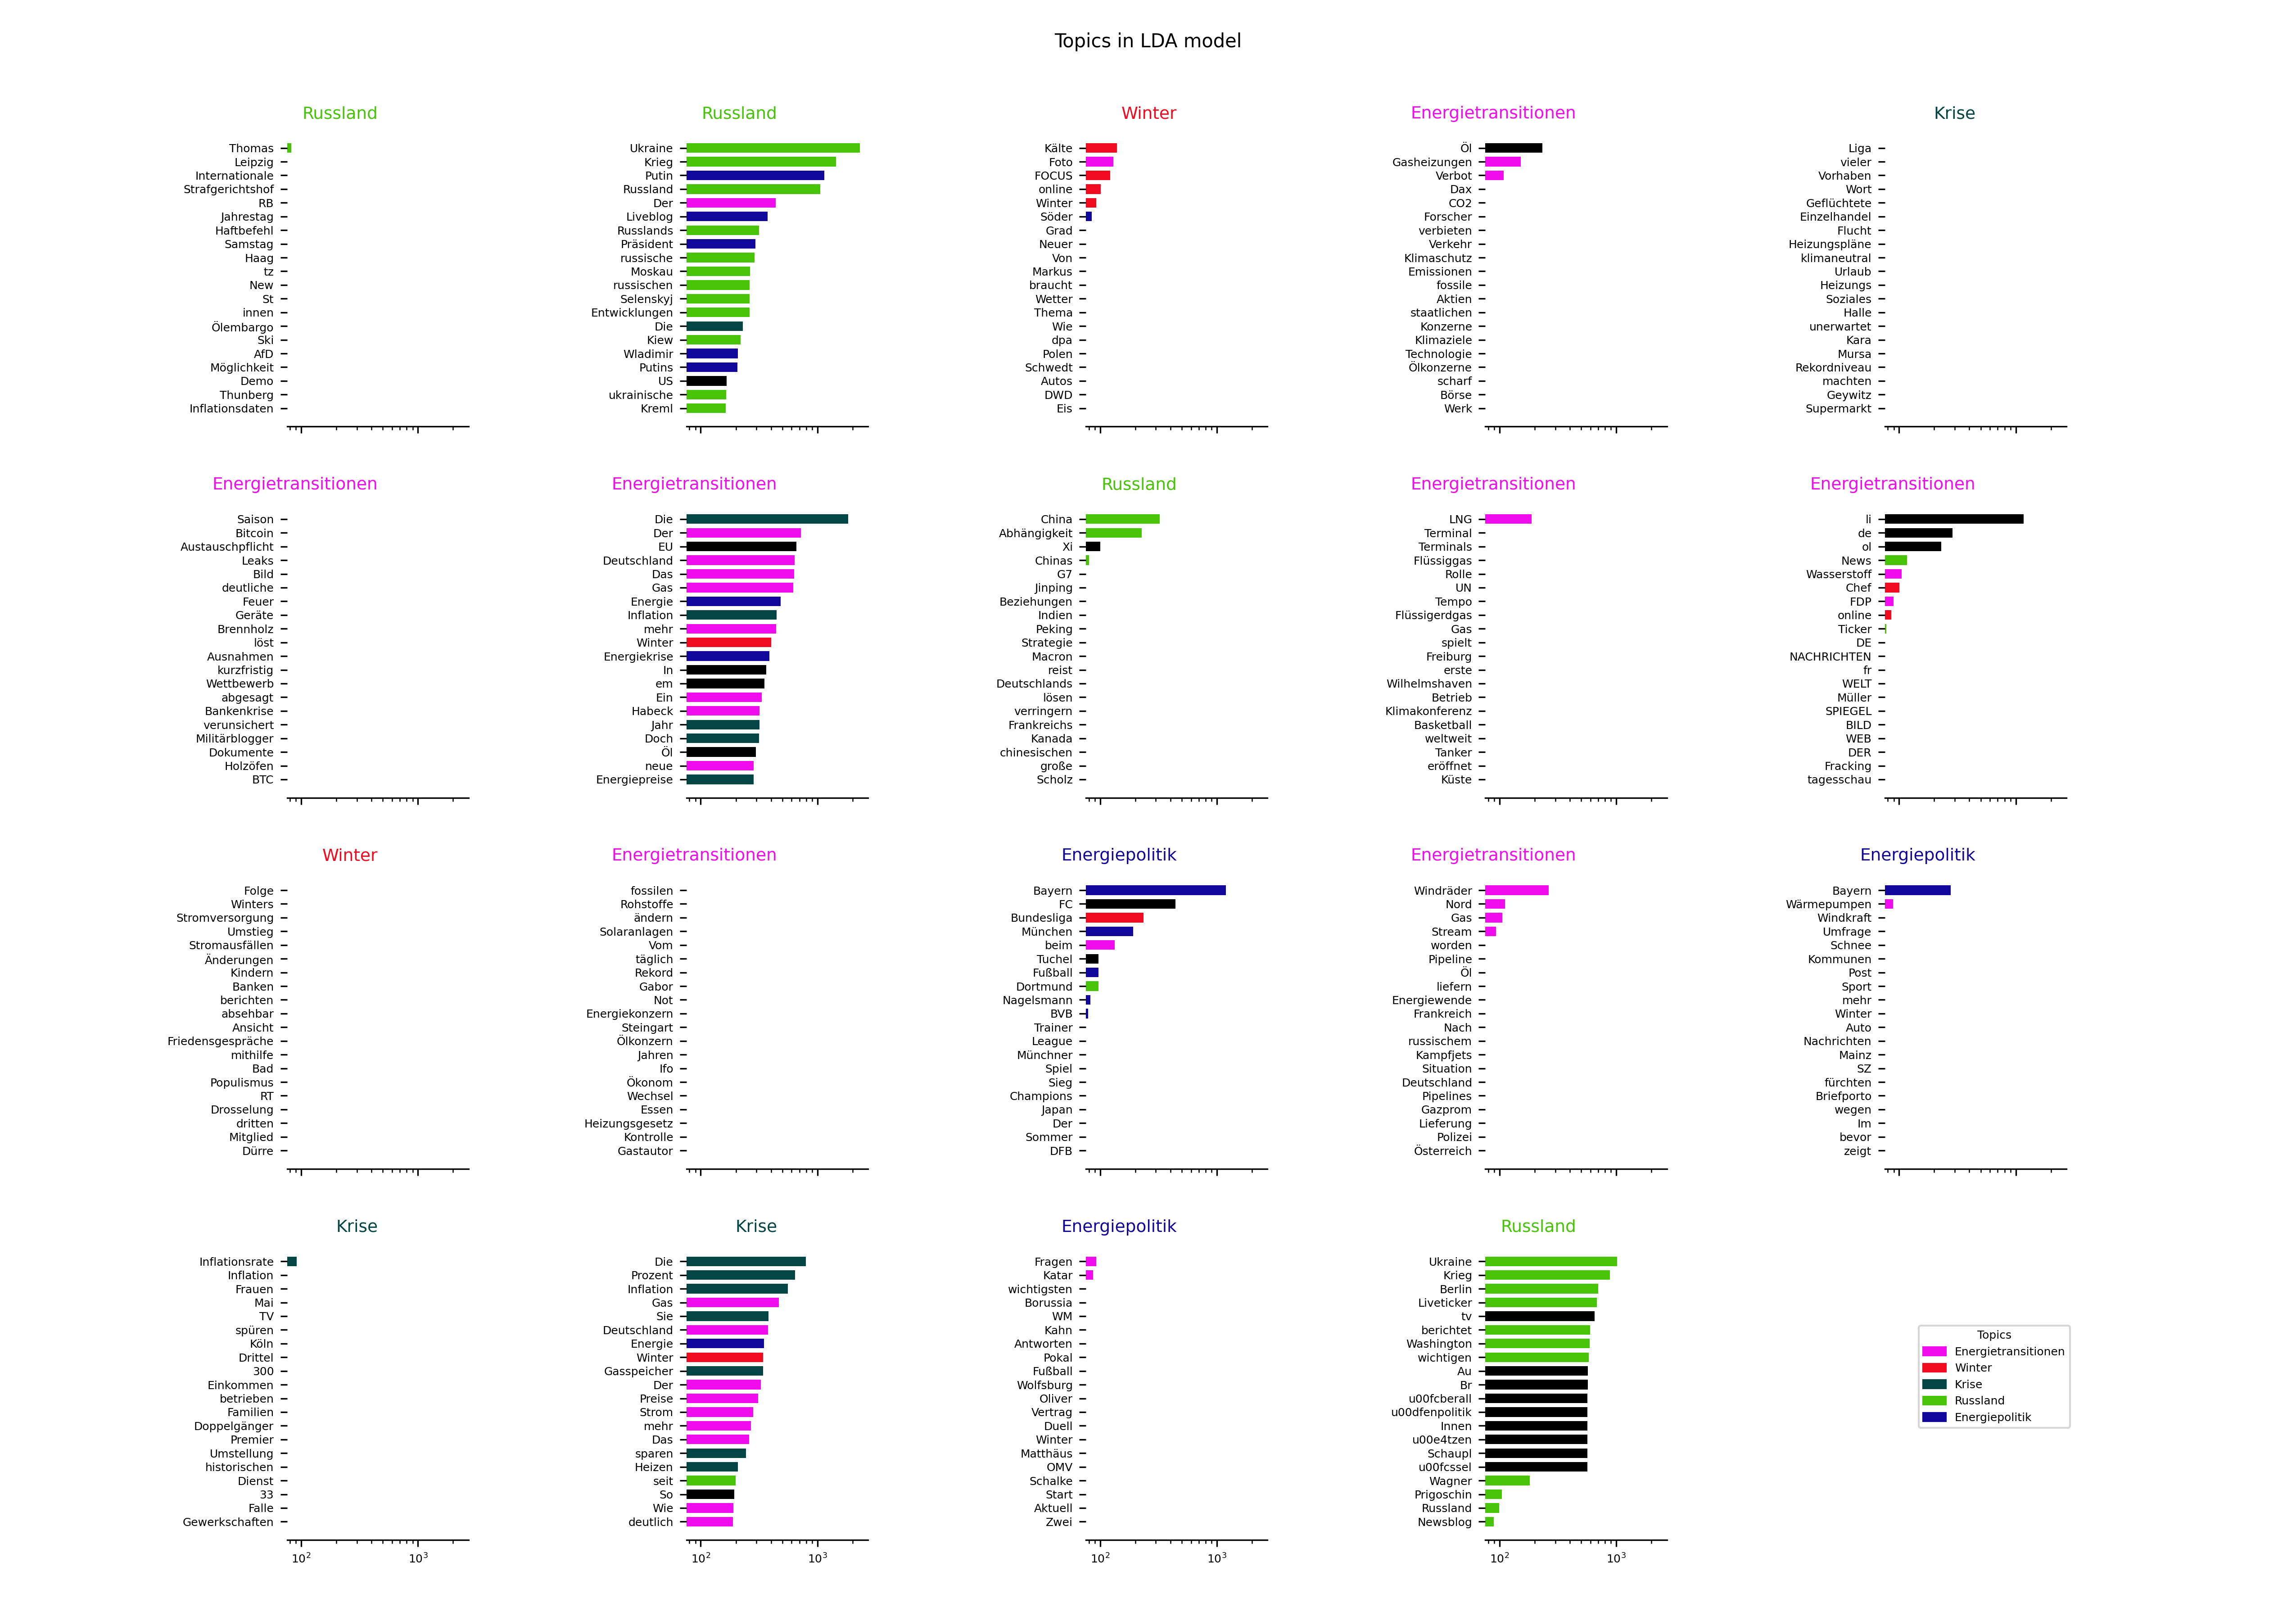 Topics in LDA model
Russland
Thomas
Leipzig
Internationale
Strafgerichtshof
RB
Jahrestag
Haftbefehl
Samstag
Haag
tz
New
St
innen
Ölembargo
Ski
AfD
Möglichkeit
Demo
Thunberg
Inflationsdaten
Russland
Ukraine
Krieg
Putin
Russland
Der
Liveblog
Russlands
Präsident
russische
Moskau
russischen
Selenskyj
Entwicklungen
Die
Kiew
Wladimir
Putins
US
ukrainische
Kreml
Winter
Kälte
Foto
FOCUS
online
Winter
Söder
Grad
Neuer
Von
Markus
braucht
Wetter
Thema
Wie
dpa
Polen
Schwedt
Autos
DWD
Eis
Energietransitionen
Öl
Gasheizungen
Verbot
Dax
CO2
Forscher
verbieten
Verkehr
Klimaschutz
Emissionen
fossile
Aktien
staatlichen
Konzerne
Klimaziele
Technologie
Ölkonzerne
scharf
Börse
Werk
Krise
Liga
vieler
Vorhaben
Wort
Geflüchtete
Einzelhandel
Flucht
Heizungspläne
klimaneutral
Urlaub
Heizungs
Soziales
Halle
unerwartet
Kara
Mursa
Rekordniveau
machten
Geywitz
Supermarkt
Energietransitionen
Saison
Bitcoin
Austauschpflicht
Leaks
Bild
deutliche
Feuer
Geräte
Brennholz
löst
Ausnahmen
kurzfristig
Wettbewerb
abgesagt
Bankenkrise
verunsichert
Militärblogger
Dokumente
Holzöfen
BTC
Energietransitionen
Die
Der
EU
Deutschland
Das
Gas
Energie
Inflation
mehr
Winter
Energiekrise
In
em
Ein
Habeck
Jahr
Doch
Öl
neue
Energiepreise
Russland
China
Abhängigkeit
Xi
Chinas
G7
Jinping
Beziehungen
Indien
Peking
Strategie
Macron
reist
Deutschlands
lösen
verringern
Frankreichs
Kanada
chinesischen
große
Scholz
Energietransitionen
LNG
Terminal
Terminals
Flüssiggas
Rolle
UN
Tempo
Flüssigerdgas
Gas
spielt
Freiburg
erste
Wilhelmshaven
Betrieb
Klimakonferenz
Basketball
weltweit
Tanker
eröffnet
Küste
Energietransitionen
li
de
ol
News
Wasserstoff
Chef
FDP
online
Ticker
DE
NACHRICHTEN
fr
WELT
Müller
SPIEGEL
BILD
WEB
DER
Fracking
tagesschau
Winter
Folge
Winters
Stromversorgung
Umstieg
Stromausfällen
Änderungen
Kindern
Banken
berichten
absehbar
Ansicht
Friedensgespräche
mithilfe
Bad
Populismus
RT
Drosselung
dritten
Mitglied
Dürre
Energietransitionen
fossilen
Rohstoffe
ändern
Solaranlagen
Vom
täglich
Rekord
Gabor
Not
Energiekonzern
Steingart
Ölkonzern
Jahren
Ifo
Ökonom
Wechsel
Essen
Heizungsgesetz
Kontrolle
Gastautor
Energiepolitik
Bayern
FC
Bundesliga
München
beim
Tuchel
Fußball
Dortmund
Nagelsmann
BVB
Trainer
League
Münchner
Spiel
Sieg
Champions
Japan
Der
Sommer
DFB
Energietransitionen
Windräder
Nord
Gas
Stream
worden
Pipeline
Öl
liefern
Energiewende
Frankreich
Nach
russischem
Kampfjets
Situation
Deutschland
Pipelines
Gazprom
Lieferung
Polizei
Österreich
Energiepolitik
Bayern
Wärmepumpen
Windkraft
Umfrage
Schnee
Kommunen
Post
Sport
mehr
Winter
Auto
Nachrichten
Mainz
SZ
fürchten
Briefporto
wegen
Im
bevor
zeigt
Krise
Inflationsrate
Inflation
Frauen
Mai
TV
spüren
Köln
Drittel
300
Einkommen
betrieben
Familien
Doppelgänger
Premier
Umstellung
historischen
Dienst
33
Falle
Gewerkschaften
10²
10³
Krise
Die
Prozent
Inflation
Gas
Sie
Deutschland
Energie
Winter
Gasspeicher
Der
Preise
Strom
mehr
Das
sparen
Heizen
seit
So
Wie
deutlich
10²
10³
Energiepolitik
Fragen
Katar
wichtigsten
Borussia
WM
Kahn
Antworten
Pokal
Fußball
Wolfsburg
Oliver
Vertrag
Duell
Winter
Matthäus
OMV
Schalke
Start
Aktuell
Zwei
10²
10³
Russland
Ukraine
Krieg
Berlin
Liveticker
tv
berichtet
Washington
wichtigen
Au
Br
u00fcberall
u00dfenpolitik
Innen
u00e4tzen
Schaupl
u00fcssel
Wagner
Prigoschin
Russland
Newsblog
10²
10³
Topics
Energietransitionen
Winter
Krise
Russland
Energiepolitik